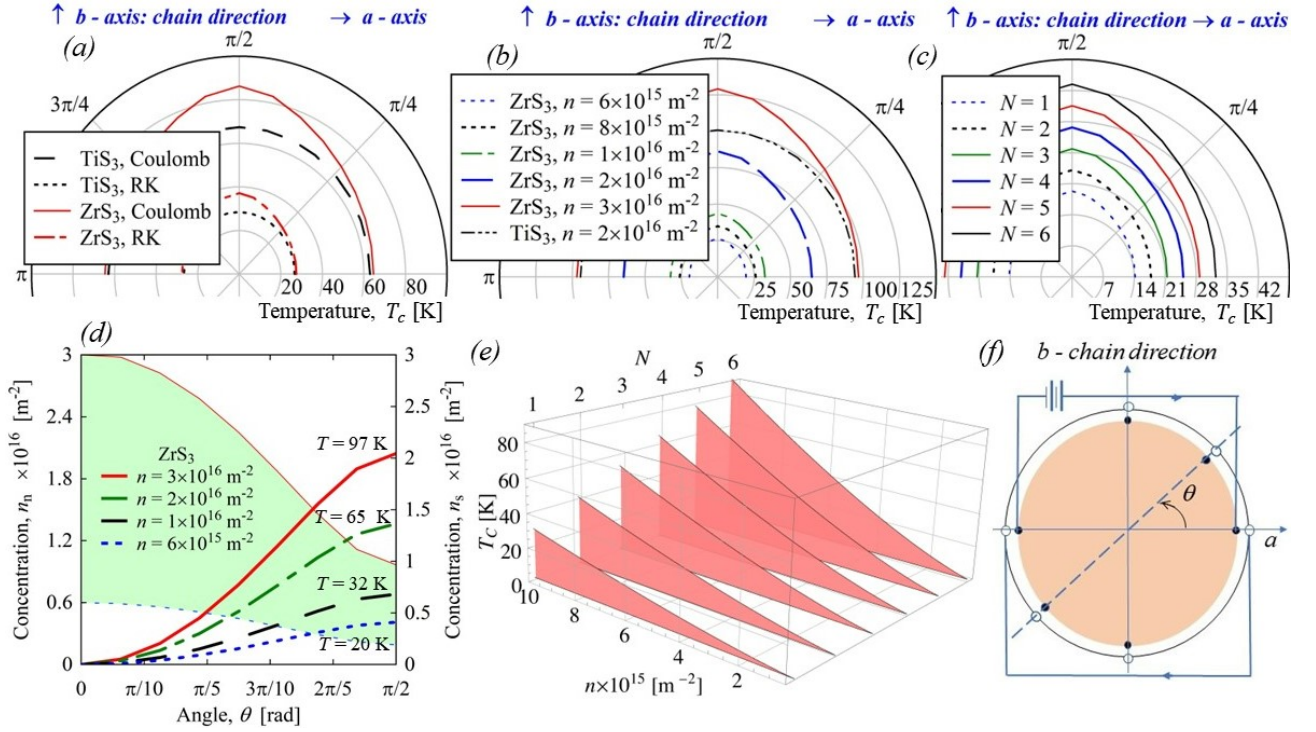 ↑ b - axis: chain direction → a - axis
(a)
π/2
3π/4
π/4
TiS3, Coulomb
TiS3, RK
ZrS3, Coulomb
ZrS3, RK
π
20 40 60 80
Temperature, Tc [K]
↑ b - axis: chain direction → a - axis
(b)
π/2
π/4
ZrS3, n = 6×10^15 m^-2
ZrS3, n = 8×10^15 m^-2
ZrS3, n = 1×10^16 m^-2
ZrS3, n = 2×10^16 m^-2
ZrS3, n = 3×10^16 m^-2
TiS3, n = 2×10^16 m^-2
π
25 50 75 100 125
Temperature, Tc [K]
↑ b - axis: chain direction → a - axis
(c)
π/2
π/4
N = 1
N = 2
N = 3
N = 4
N = 5
N = 6
π
7 14 21 28 35 42
Temperature, Tc [K]
(d)
Concentration, nn ×10^16 [m^-2]
3
2.4
1.8
1.2
0.6
0
ZrS3
n = 3×10^16 m^-2
n = 2×10^16 m^-2
n = 1×10^16 m^-2
n = 6×10^15 m^-2
T = 97 K
T = 65 K
T = 32 K
T = 20 K
3
2.5
2
1.5
1
0.5
0
Concentration, ns ×10^16 [m^-2]
0 π/10 π/5 3π/10 2π/5 π/2
Angle, θ [rad]
(e)
N
1 2 3 4 5 6
TC [K]
80
60
40
20
0
10 8 6 4 2
n×10^15 [m^-2]
(f)
b - chain direction
θ
a